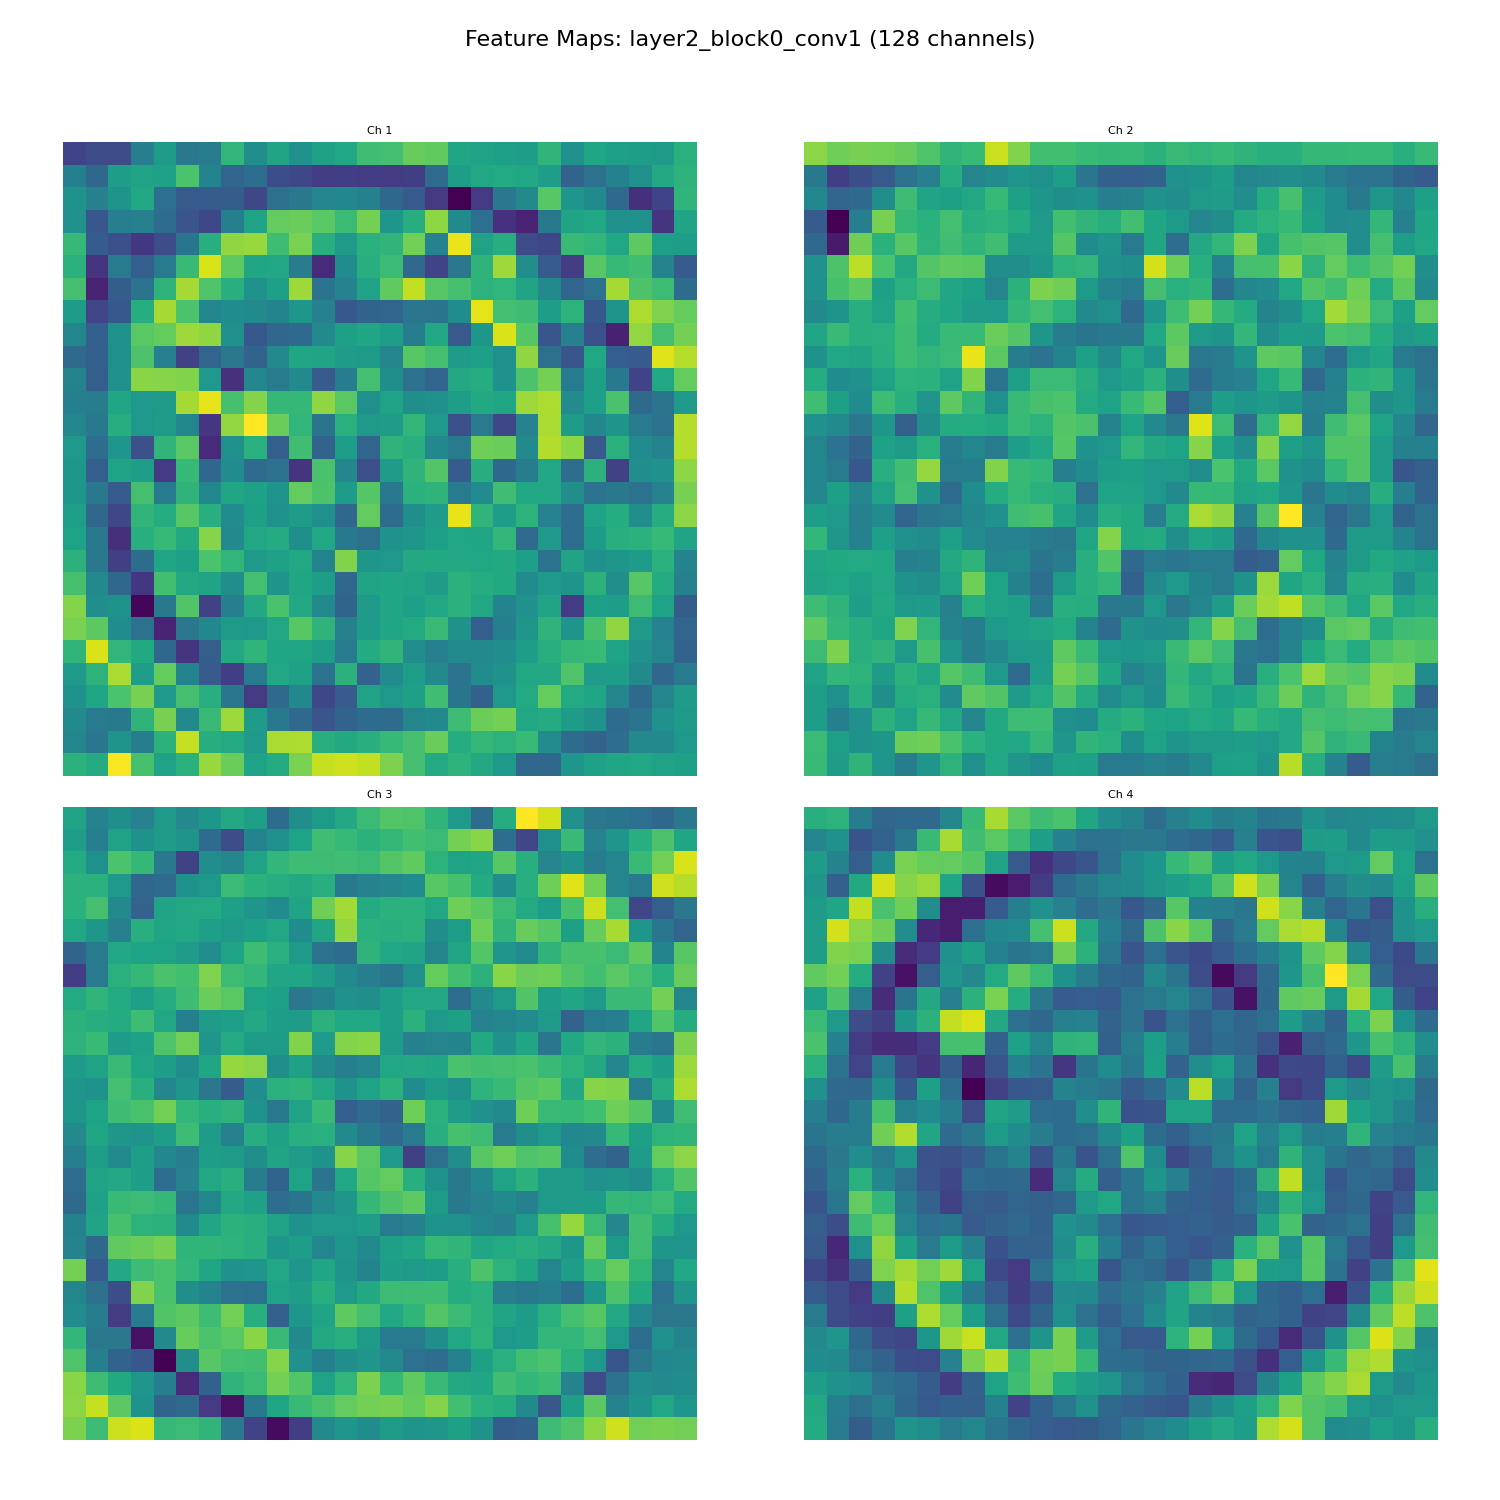 Feature Maps: layer2_block0_conv1 (128 channels)
Ch 1
Ch 2
Ch 3
Ch 4